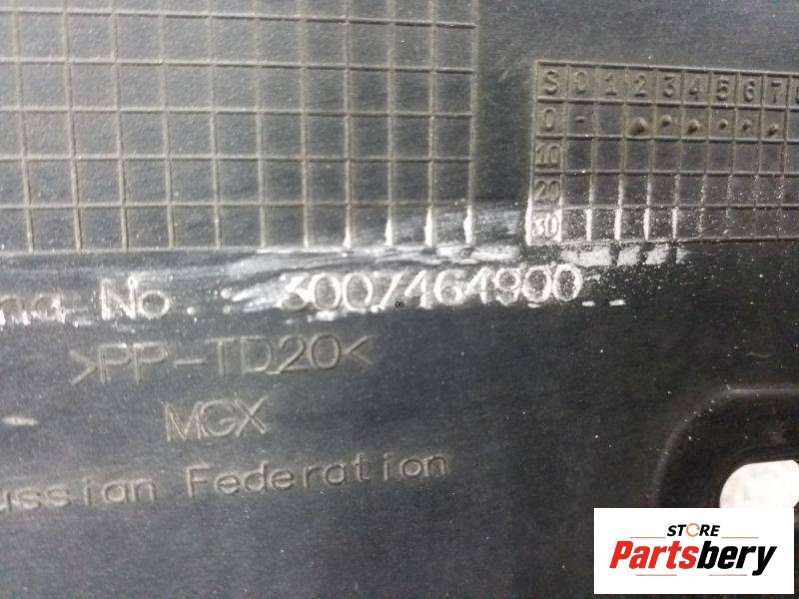 S 0 1 2 3 4 5 6 7
0
10
20
30
No 3007464900
>PP-TD20<
MGX
ussian Federation
STORE
Partsbery